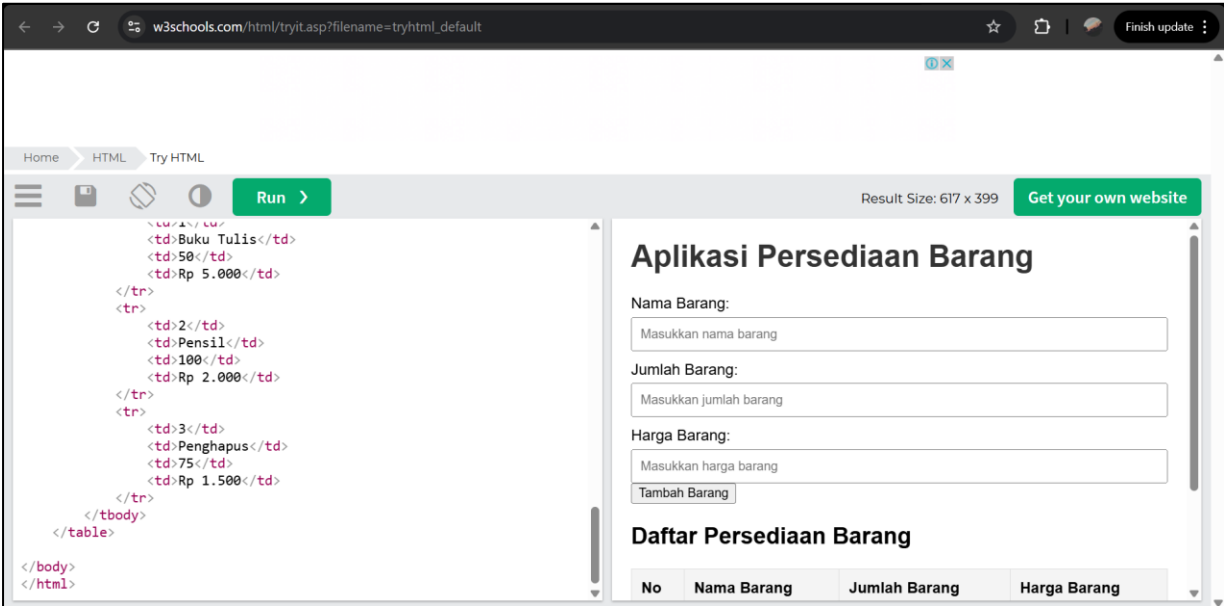 w3schools.com/html/tryit.asp?filename=tryhtml_default
Finish update
Home
HTML
Try HTML
Run ❯
Result Size: 617 x 399
Get your own website
<td>1</td>
<td>Buku Tulis</td>
<td>50</td>
<td>Rp 5.000</td>
</tr>
<tr>
<td>2</td>
<td>Pensil</td>
<td>100</td>
<td>Rp 2.000</td>
</tr>
<tr>
<td>3</td>
<td>Penghapus</td>
<td>75</td>
<td>Rp 1.500</td>
</tr>
</tbody>
</table>
</body>
</html>
Aplikasi Persediaan Barang
Nama Barang:
Masukkan nama barang
Jumlah Barang:
Masukkan jumlah barang
Harga Barang:
Masukkan harga barang
Tambah Barang
Daftar Persediaan Barang
No Nama Barang Jumlah Barang Harga Barang